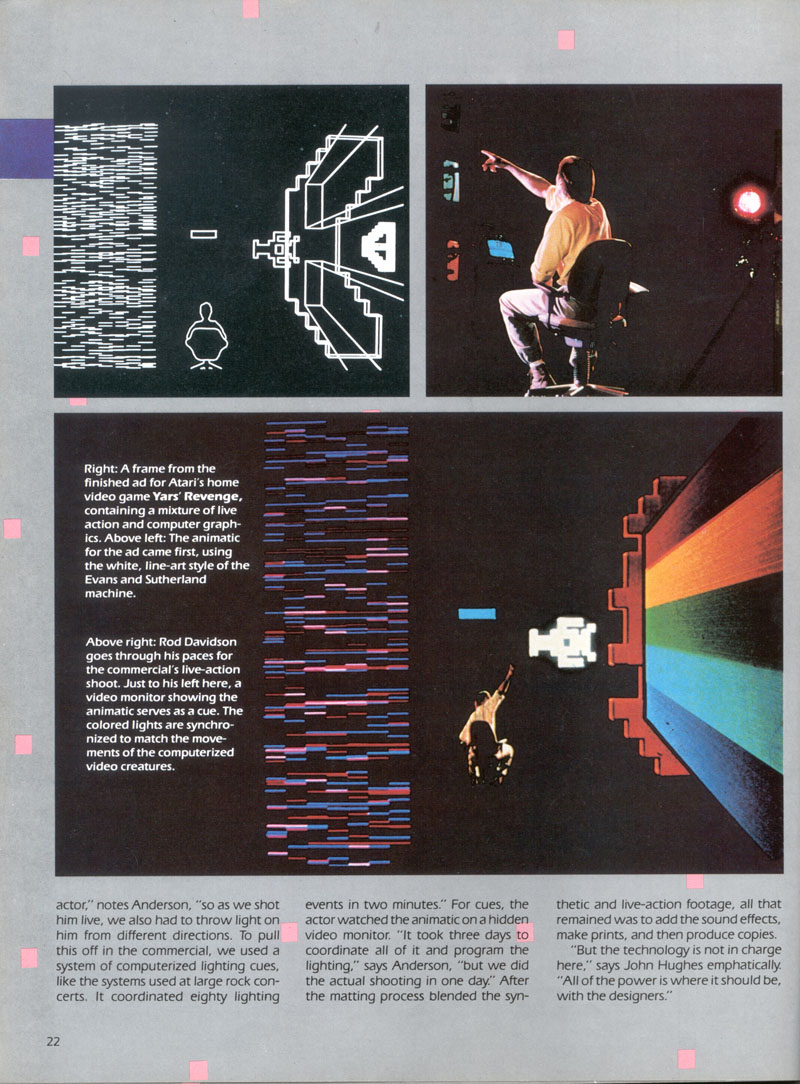 Right: A frame from the
finished ad for Atari's home
video game Yars' Revenge,
containing a mixture of live
action and computer graph-
ics. Above left: The animatic
for the ad came first, using
the white, line-art style of the
Evans and Sutherland
machine.
Above right: Rod Davidson
goes through his paces for
the commercial's live-action
shoot. Just to his left here, a
video monitor showing the
animatic serves as a cue. The
colored lights are synchro-
nized to match the move-
ments of the computerized
video creatures.
actor," notes Anderson, "so as we shot
him live, we also had to throw light on
him from different directions. To pull
this off in the commercial, we used a
system of computerized lighting cues,
like the systems used at large rock con-
certs. It coordinated eighty lighting
events in two minutes." For cues, the
actor watched the animatic on a hidden
video monitor. "It took three days to
coordinate all of it and program the
lighting," says Anderson, "but we did
the actual shooting in one day." After
the matting process blended the syn-
thetic and live-action footage, all that
remained was to add the sound effects,
make prints, and then produce copies.
"But the technology is not in charge
here," says John Hughes emphatically.
"All of the power is where it should be,
with the designers."
22